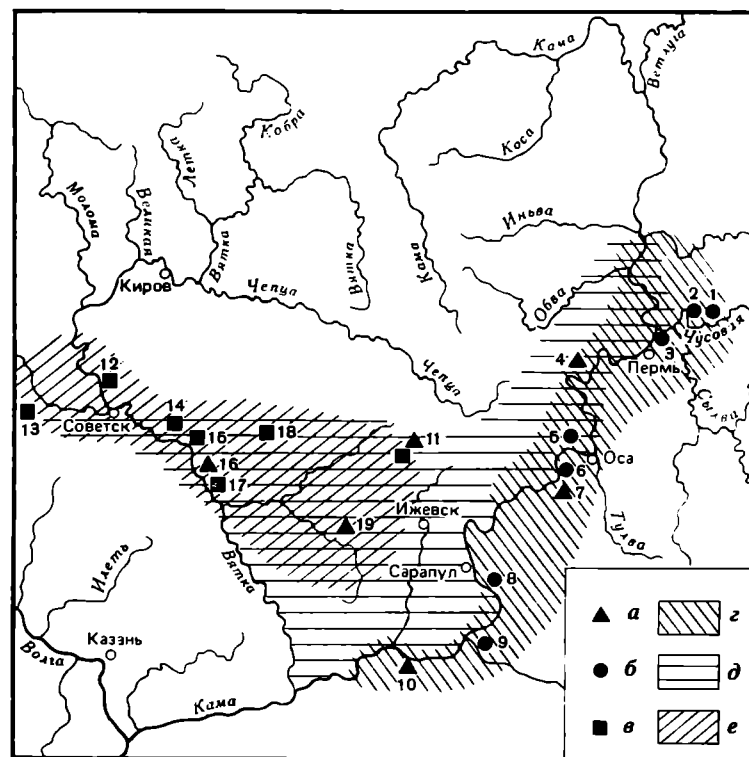 Кама
Ветлуга
Кобра
Летка
Коса
Молома
Великая
Вятка
Вятка
Кама
Иньва
Киров
Чепца
Обва
2 1
Чусовля
3
4
Пермь
12
Чепца
Сылва
13
Советск
14
15
18
11
5
16
6
Оса
17
7
19
Ижевск
Тулва
Вятка
Сарапул
8
Илеть
Казань
9
Волга
10
Кама
а г
б д
в е